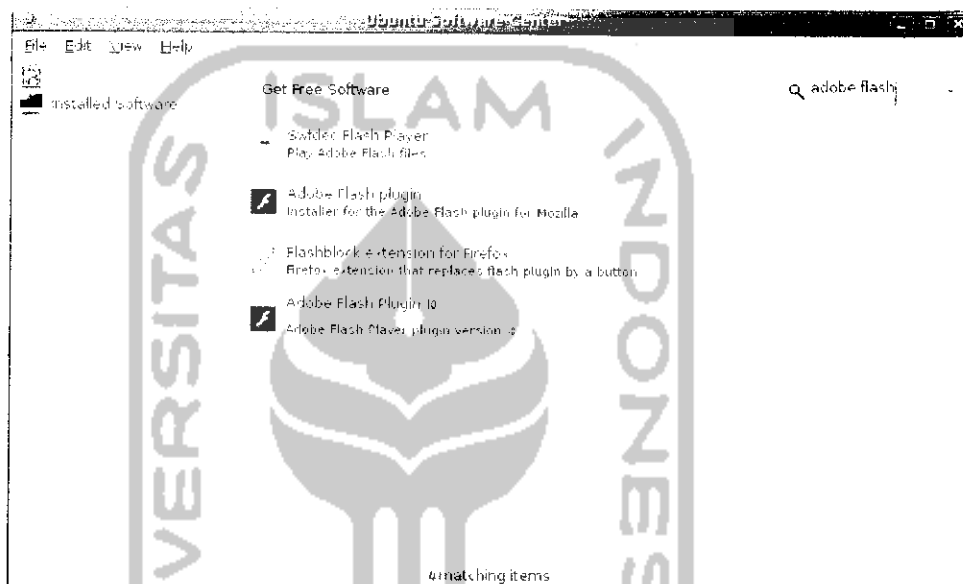 Ubuntu Software Center
File Edit View Help
Get Free Software
adobe flash
Installed Software
Swfdec Flash Player
Play Adobe Flash files
Adobe Flash plugin
Installer for the Adobe Flash plugin for Mozilla
Flashblock extension for Firefox
Firefox extension that replaces flash plugin by a button
Adobe Flash Plugin 10
Adobe Flash Player plugin version
4 matching items
ISLAM
VERSITAS
INDONES